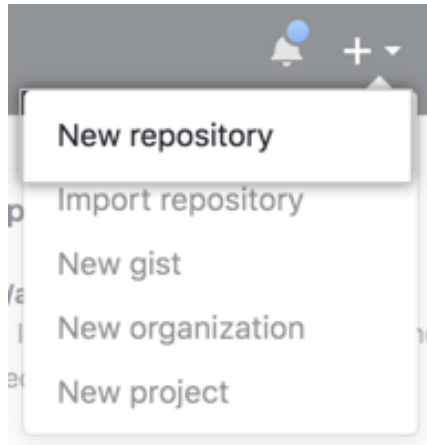 New repository
Import repository
New gist
New organization
New project